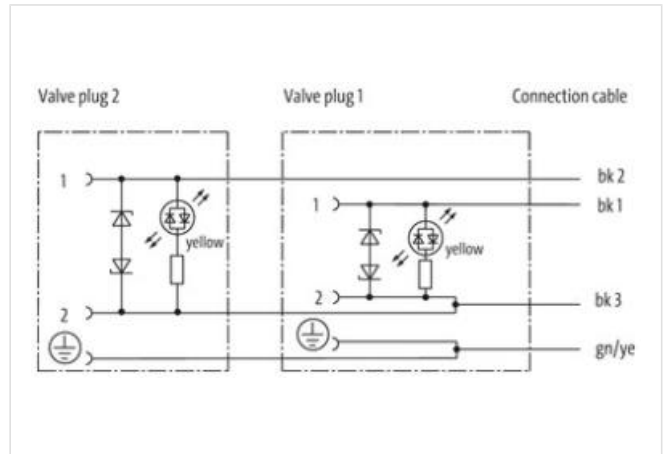 Valve plug 2 Valve plug 1 Connection cable
1 bk 2
1 bk 1
yellow yellow
2 bk 3
2
gn/ye